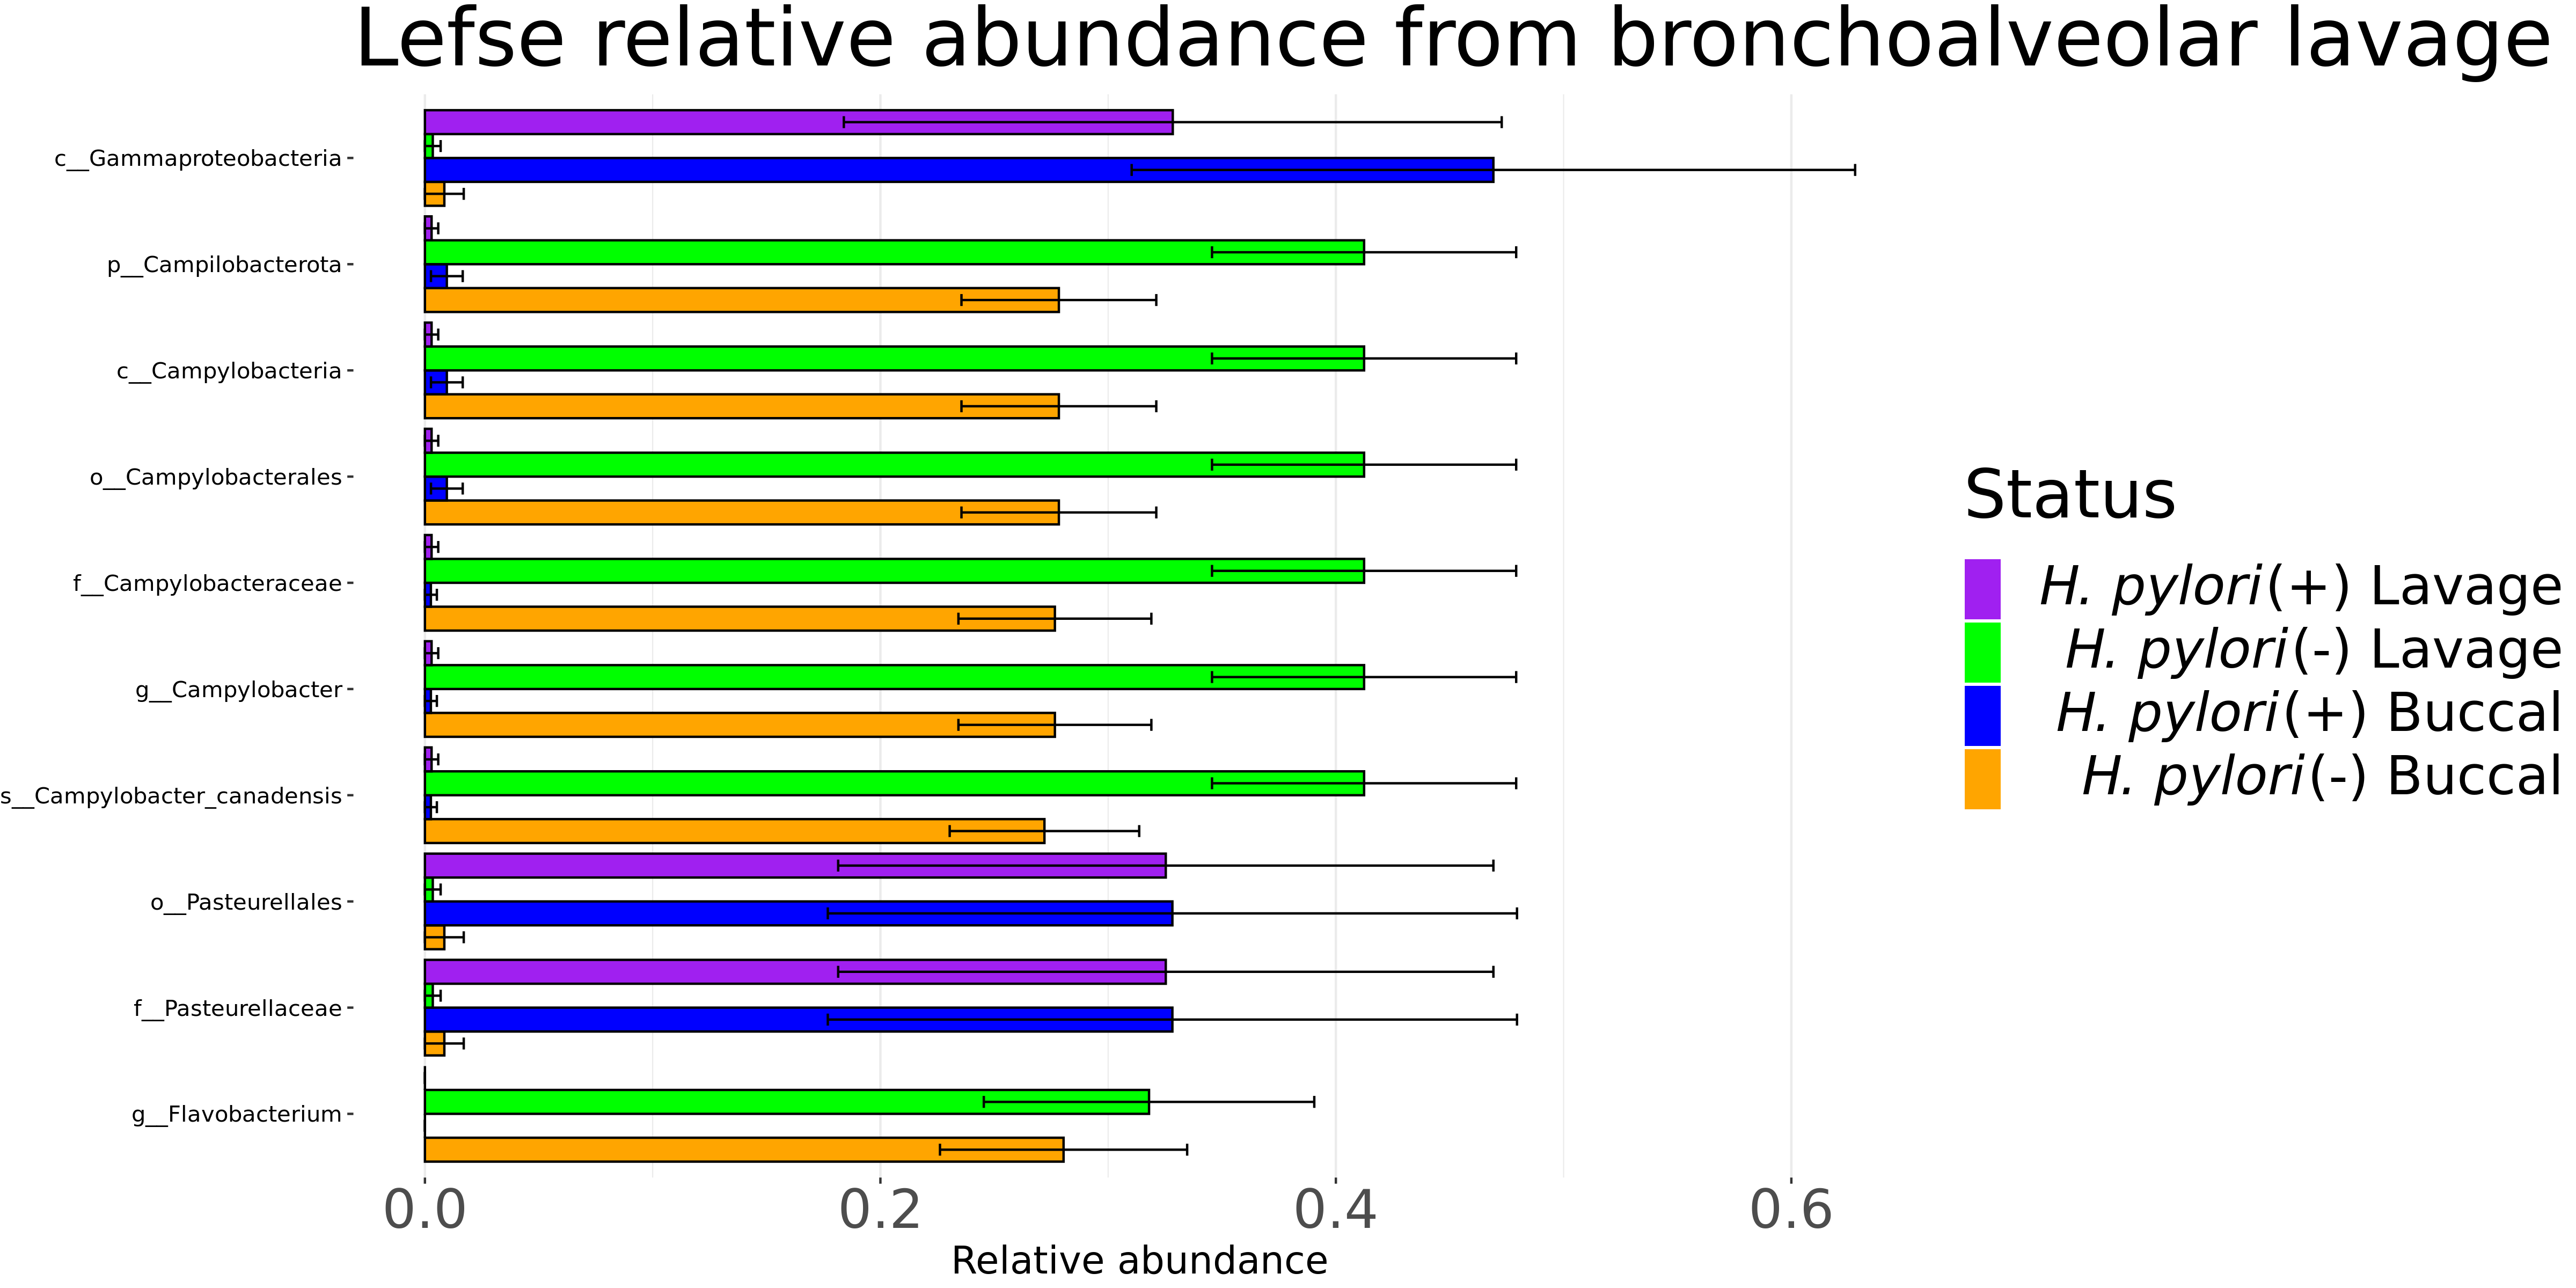 Lefse relative abundance from bronchoalveolar lavage
c__Gammaproteobacteria
p__Campilobacterota
c__Campylobacteria
o__Campylobacterales
f__Campylobacteraceae
g__Campylobacter
s__Campylobacter_canadensis
o__Pasteurellales
f__Pasteurellaceae
g__Flavobacterium
0.0 0.2 0.4 0.6
Relative abundance
Status
H. pylori(+) Lavage
H. pylori(-) Lavage
H. pylori(+) Buccal
H. pylori(-) Buccal